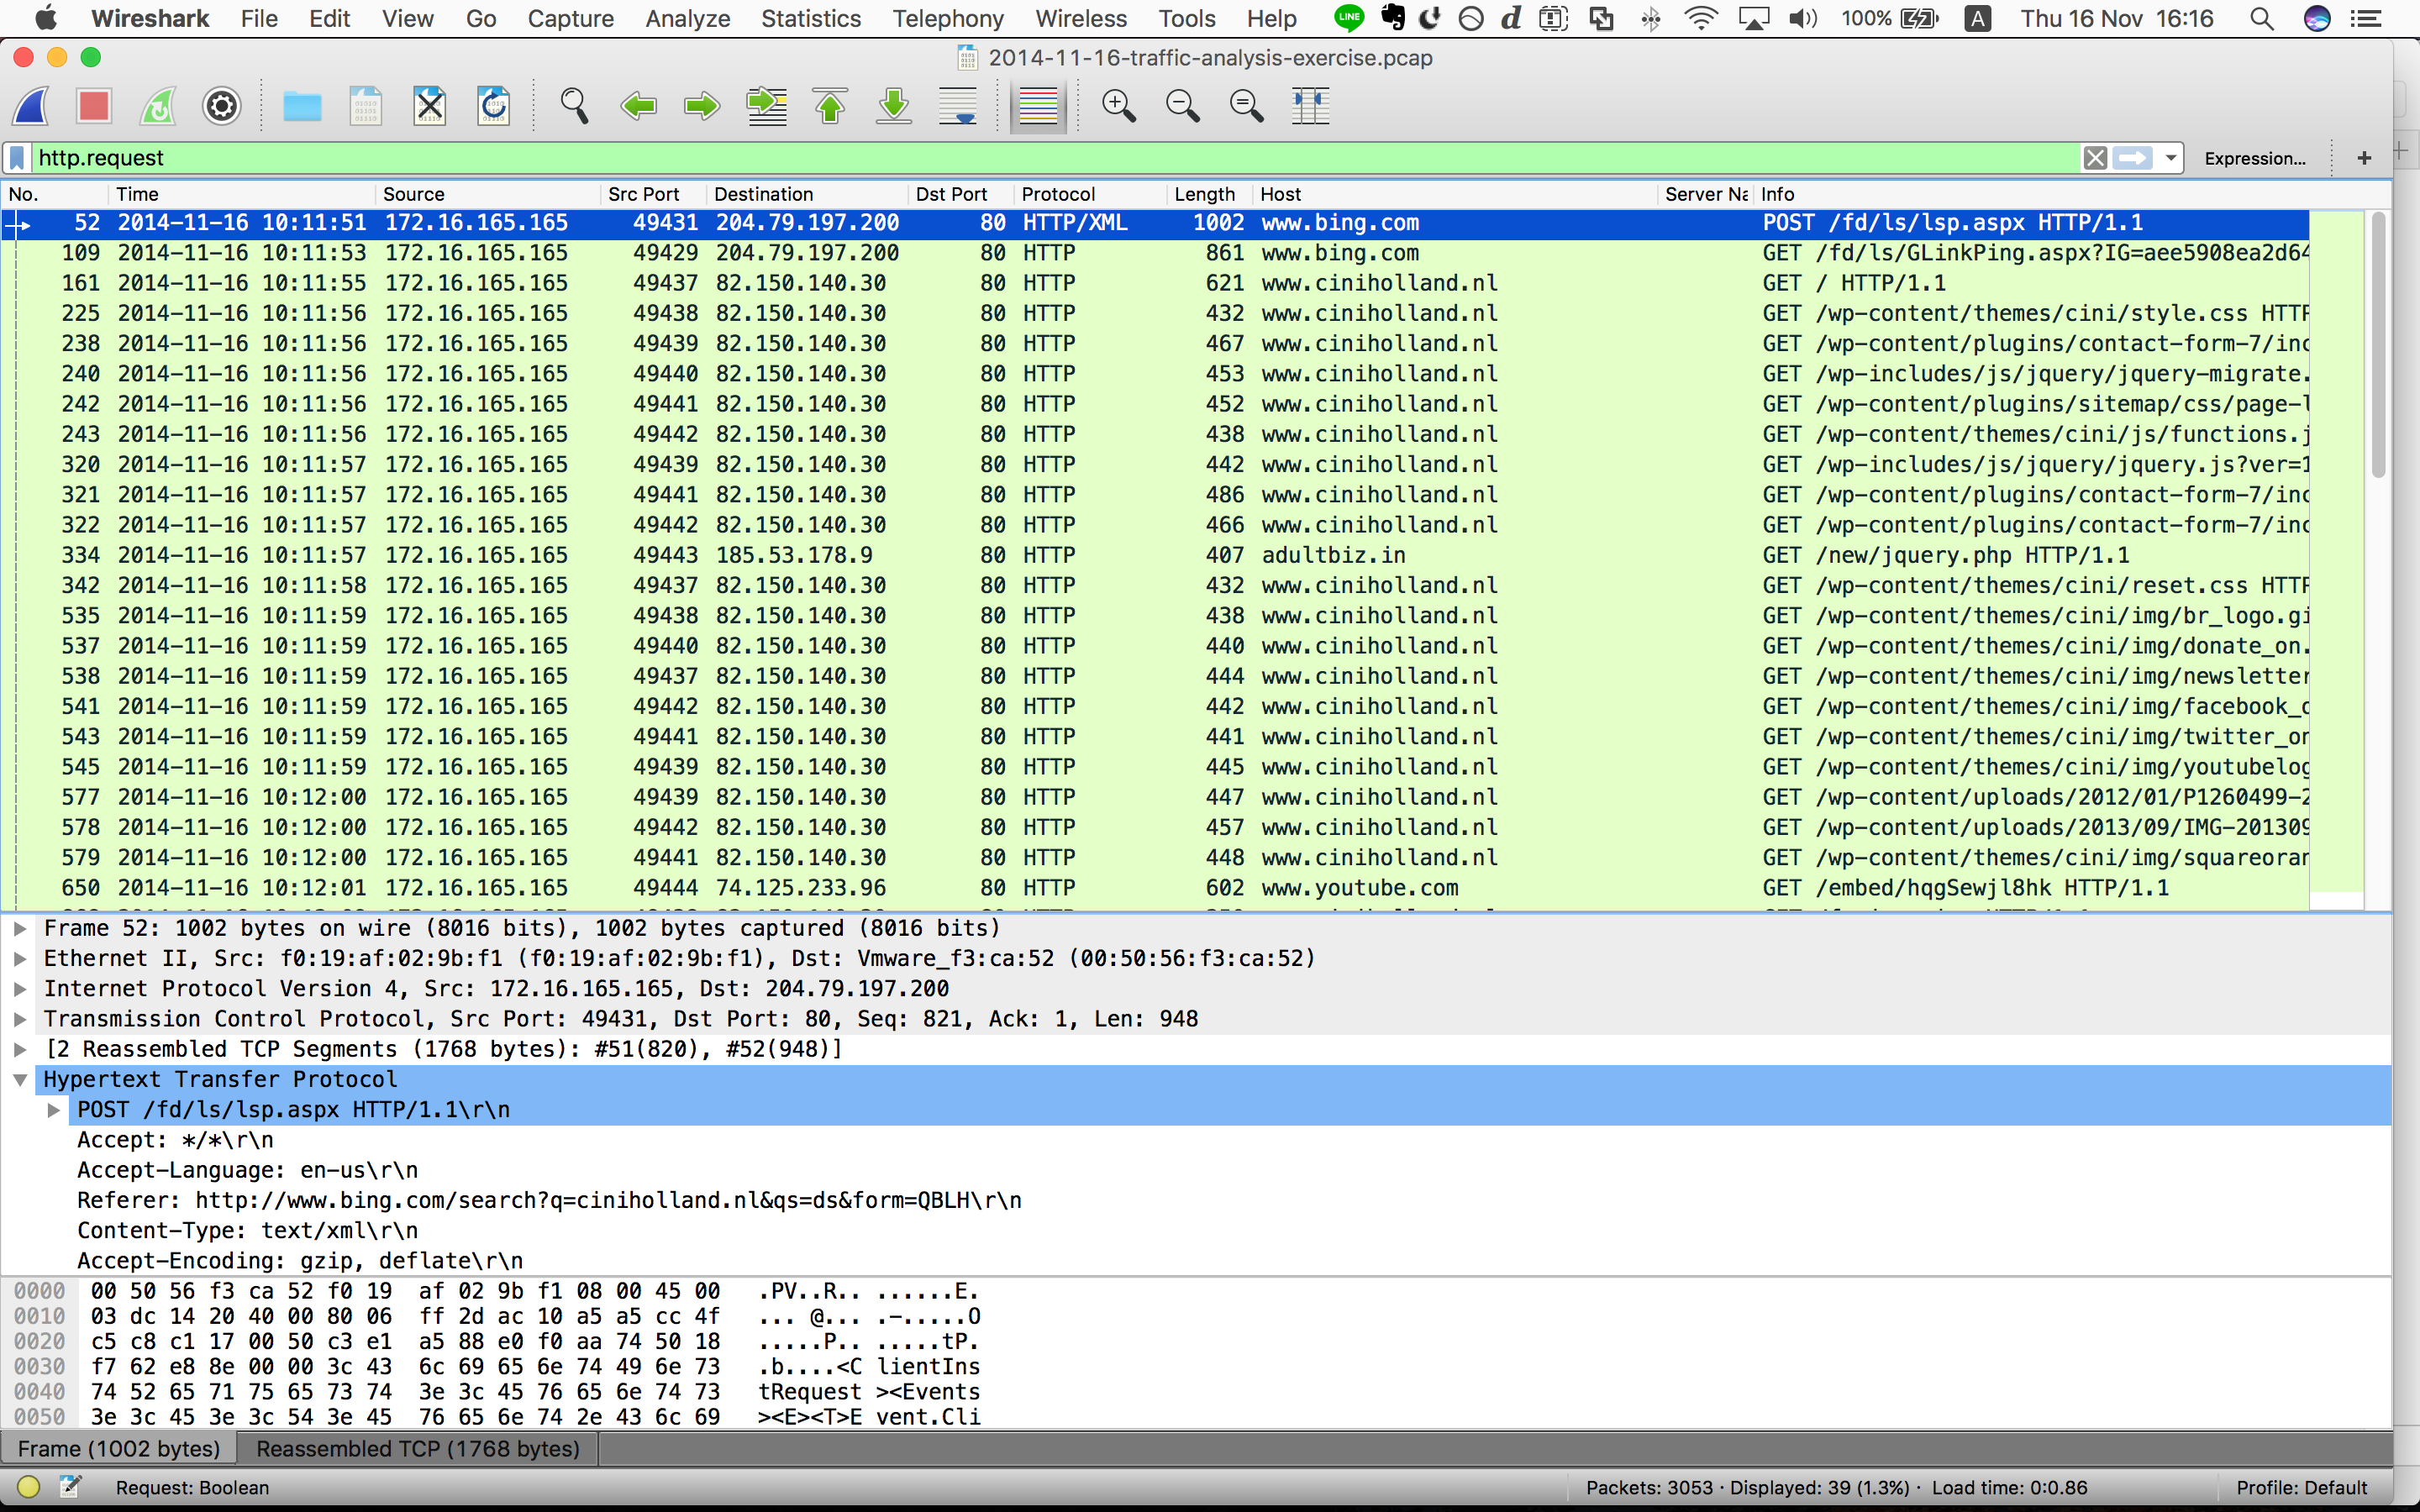 Wireshark File Edit View Go Capture Analyze Statistics Telephony Wireless Tools Help LINE d 100% A Thu 16 Nov 16:16
2014-11-16-traffic-analysis-exercise.pcap
http.request Expression... +
No. Time Source Src Port Destination Dst Port Protocol Length Host Server Na Info
52 2014-11-16 10:11:51 172.16.165.165 49431 204.79.197.200 80 HTTP/XML 1002 www.bing.com POST /fd/ls/lsp.aspx HTTP/1.1
109 2014-11-16 10:11:53 172.16.165.165 49429 204.79.197.200 80 HTTP 861 www.bing.com GET /fd/ls/GLinkPing.aspx?IG=aee5908ea2d64
161 2014-11-16 10:11:55 172.16.165.165 49437 82.150.140.30 80 HTTP 621 www.ciniholland.nl GET / HTTP/1.1
225 2014-11-16 10:11:56 172.16.165.165 49438 82.150.140.30 80 HTTP 432 www.ciniholland.nl GET /wp-content/themes/cini/style.css HTTP
238 2014-11-16 10:11:56 172.16.165.165 49439 82.150.140.30 80 HTTP 467 www.ciniholland.nl GET /wp-content/plugins/contact-form-7/inc
240 2014-11-16 10:11:56 172.16.165.165 49440 82.150.140.30 80 HTTP 453 www.ciniholland.nl GET /wp-includes/js/jquery/jquery-migrate.
242 2014-11-16 10:11:56 172.16.165.165 49441 82.150.140.30 80 HTTP 452 www.ciniholland.nl GET /wp-content/plugins/sitemap/css/page-l
243 2014-11-16 10:11:56 172.16.165.165 49442 82.150.140.30 80 HTTP 438 www.ciniholland.nl GET /wp-content/themes/cini/js/functions.j
320 2014-11-16 10:11:57 172.16.165.165 49439 82.150.140.30 80 HTTP 442 www.ciniholland.nl GET /wp-includes/js/jquery/jquery.js?ver=1
321 2014-11-16 10:11:57 172.16.165.165 49441 82.150.140.30 80 HTTP 486 www.ciniholland.nl GET /wp-content/plugins/contact-form-7/inc
322 2014-11-16 10:11:57 172.16.165.165 49442 82.150.140.30 80 HTTP 466 www.ciniholland.nl GET /wp-content/plugins/contact-form-7/inc
334 2014-11-16 10:11:57 172.16.165.165 49443 185.53.178.9 80 HTTP 407 adultbiz.in GET /new/jquery.php HTTP/1.1
342 2014-11-16 10:11:58 172.16.165.165 49437 82.150.140.30 80 HTTP 432 www.ciniholland.nl GET /wp-content/themes/cini/reset.css HTTP
535 2014-11-16 10:11:59 172.16.165.165 49438 82.150.140.30 80 HTTP 438 www.ciniholland.nl GET /wp-content/themes/cini/img/br_logo.gi
537 2014-11-16 10:11:59 172.16.165.165 49440 82.150.140.30 80 HTTP 440 www.ciniholland.nl GET /wp-content/themes/cini/img/donate_on.
538 2014-11-16 10:11:59 172.16.165.165 49437 82.150.140.30 80 HTTP 444 www.ciniholland.nl GET /wp-content/themes/cini/img/newsletter
541 2014-11-16 10:11:59 172.16.165.165 49442 82.150.140.30 80 HTTP 442 www.ciniholland.nl GET /wp-content/themes/cini/img/facebook_o
543 2014-11-16 10:11:59 172.16.165.165 49441 82.150.140.30 80 HTTP 441 www.ciniholland.nl GET /wp-content/themes/cini/img/twitter_on
545 2014-11-16 10:11:59 172.16.165.165 49439 82.150.140.30 80 HTTP 445 www.ciniholland.nl GET /wp-content/themes/cini/img/youtubelog
577 2014-11-16 10:12:00 172.16.165.165 49439 82.150.140.30 80 HTTP 447 www.ciniholland.nl GET /wp-content/uploads/2012/01/P1260499-2
578 2014-11-16 10:12:00 172.16.165.165 49442 82.150.140.30 80 HTTP 457 www.ciniholland.nl GET /wp-content/uploads/2013/09/IMG-201309
579 2014-11-16 10:12:00 172.16.165.165 49441 82.150.140.30 80 HTTP 448 www.ciniholland.nl GET /wp-content/themes/cini/img/squareoran
650 2014-11-16 10:12:01 172.16.165.165 49444 74.125.233.96 80 HTTP 602 www.youtube.com GET /embed/hqgSewjl8hk HTTP/1.1
Frame 52: 1002 bytes on wire (8016 bits), 1002 bytes captured (8016 bits)
Ethernet II, Src: f0:19:af:02:9b:f1 (f0:19:af:02:9b:f1), Dst: Vmware_f3:ca:52 (00:50:56:f3:ca:52)
Internet Protocol Version 4, Src: 172.16.165.165, Dst: 204.79.197.200
Transmission Control Protocol, Src Port: 49431, Dst Port: 80, Seq: 821, Ack: 1, Len: 948
[2 Reassembled TCP Segments (1768 bytes): #51(820), #52(948)]
Hypertext Transfer Protocol
POST /fd/ls/lsp.aspx HTTP/1.1\r\n
Accept: */*\r\n
Accept-Language: en-us\r\n
Referer: http://www.bing.com/search?q=ciniholland.nl&qs=ds&form=QBLH\r\n
Content-Type: text/xml\r\n
Accept-Encoding: gzip, deflate\r\n
0000 00 50 56 f3 ca 52 f0 19 af 02 9b f1 08 00 45 00 .PV..R.. ......E.
0010 03 dc 14 20 40 00 80 06 ff 2d ac 10 a5 a5 cc 4f ... @... .-.....O
0020 c5 c8 c1 17 00 50 c3 e1 a5 88 e0 f0 aa 74 50 18 .....P.. .....tP.
0030 f7 62 e8 8e 00 00 3c 43 6c 69 65 6e 74 49 6e 73 .b....<C lientIns
0040 74 52 65 71 75 65 73 74 3e 3c 45 76 65 6e 74 73 tRequest ><Events
0050 3e 3c 45 3e 3c 54 3e 45 76 65 6e 74 2e 43 6c 69 ><E><T>E vent.Cli
Frame (1002 bytes) Reassembled TCP (1768 bytes)
Request: Boolean Packets: 3053 · Displayed: 39 (1.3%) · Load time: 0:0.86 Profile: Default